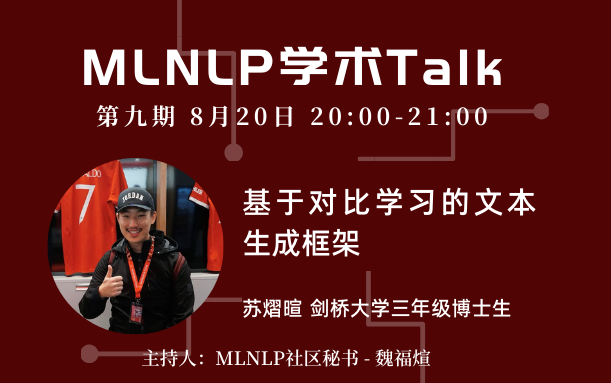 MLNLP学术Talk
第九期 8月20日 20:00-21:00
NALDO
7
JORDAN
基于对比学习的文本
生成框架
苏熠暄 剑桥大学三年级博士生
主持人：MLNLP社区秘书 - 魏福煊